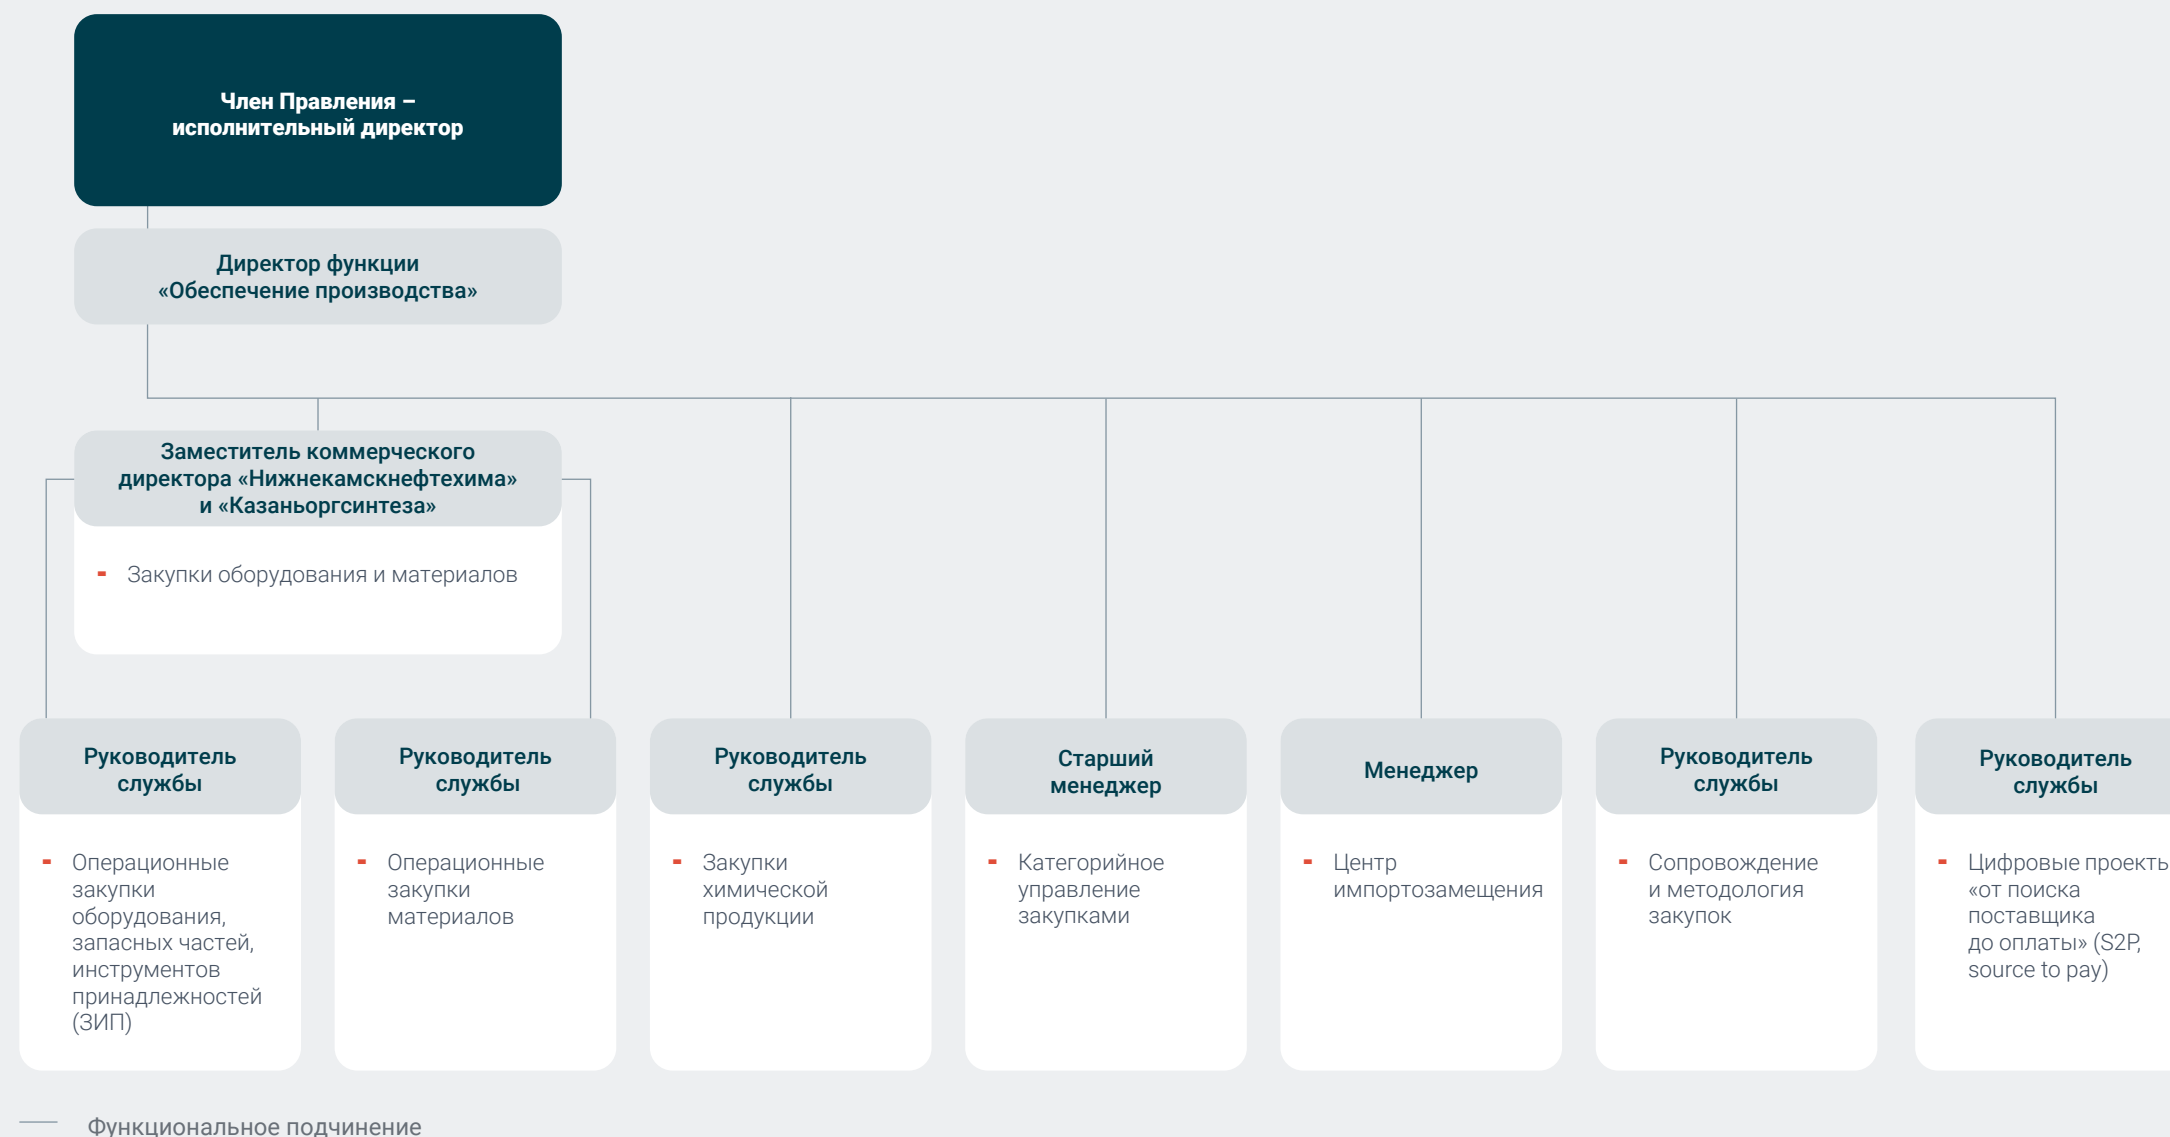 Член Правления –
исполнительный директор
Директор функции
«Обеспечение производства»
Заместитель коммерческого
директора «Нижнекамскнефтехима»
и «Казаньоргсинтеза»
- Закупки оборудования и материалов
Руководитель
службы
- Операционные
закупки
оборудования,
запасных частей,
инструментов
принадлежностей
(ЗИП)
Руководитель
службы
- Операционные
закупки
материалов
Руководитель
службы
- Закупки
химической
продукции
Старший
менеджер
- Категорийное
управление
закупками
Менеджер
- Центр
импортозамещения
Руководитель
службы
- Сопровождение
и методология
закупок
Руководитель
службы
- Цифровые проекты
«от поиска
поставщика
до оплаты» (S2P,
source to pay)
Функциональное подчинение